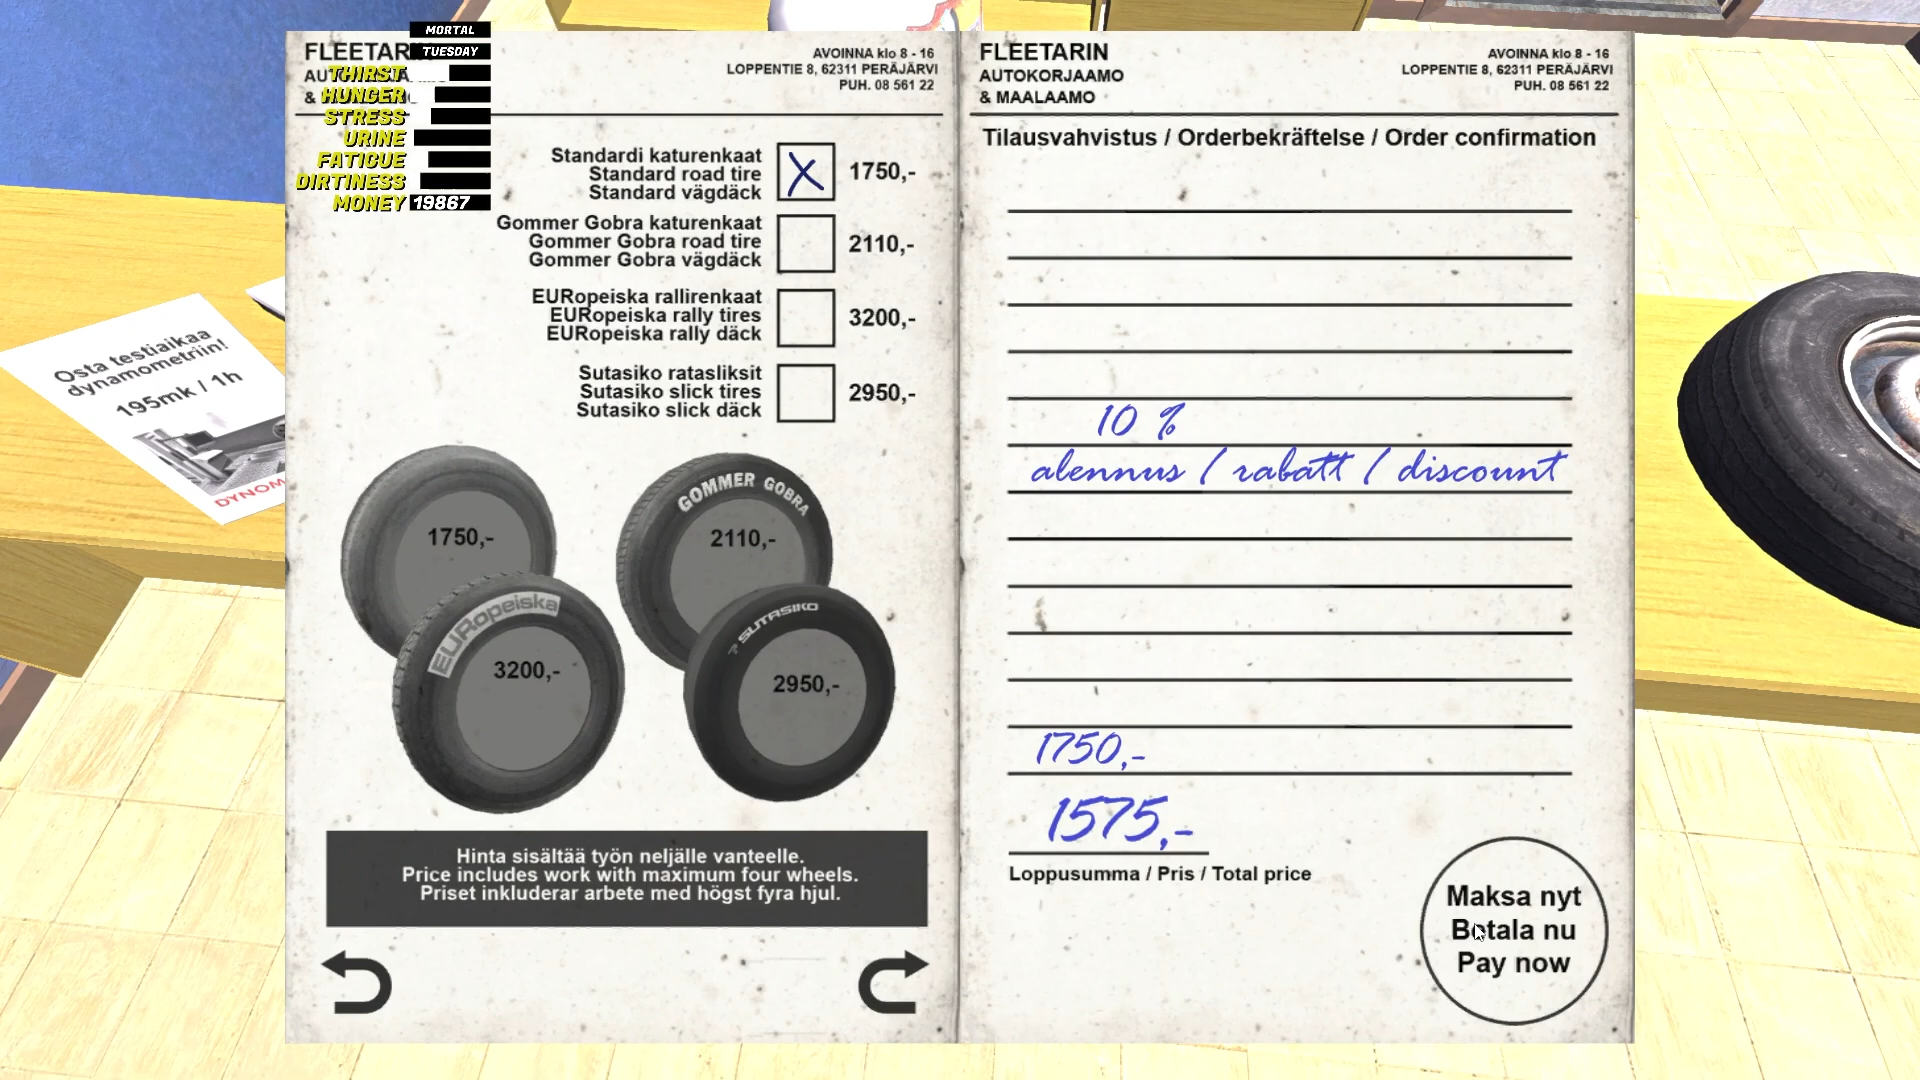 MORTAL
TUESDAY
THIRST
HUNGER
STRESS
URINE
FATIGUE
DIRTINESS
MONEY 19867
AVOINNA klo 8 - 16
LOPPENTIE 8, 62311 PERÄJÄRVI
PUH. 08 561 22
Standardi katurenkaat
Standard road tire
Standard vägdäck
X
1750,-
Gommer Gobra katurenkaat
Gommer Gobra road tire
Gommer Gobra vägdäck
2110,-
EURopeiska rallirenkaat
EURopeiska rally tires
EURopeiska rally däck
3200,-
Sutasiko ratasliksit
Sutasiko slick tires
Sutasiko slick däck
2950,-
1750,-
GOMMER GOBRA
2110,-
EURopeiska
3200,-
SUTASIKO
2950,-
Hinta sisältää työn neljälle vanteelle.
Price includes work with maximum four wheels.
Priset inkluderar arbete med högst fyra hjul.
FLEETARIN
AUTOKORJAAMO
& MAALAAMO
AVOINNA klo 8 - 16
LOPPENTIE 8, 62311 PERÄJÄRVI
PUH. 08 561 22
Tilausvahvistus / Orderbekräftelse / Order confirmation
10 %
alennus / rabatt / discount
1750,-
1575,-
Loppusumma / Pris / Total price
Maksa nyt
Betala nu
Pay now
Osta testiaikaa
dynamometriin!
195mk / 1h